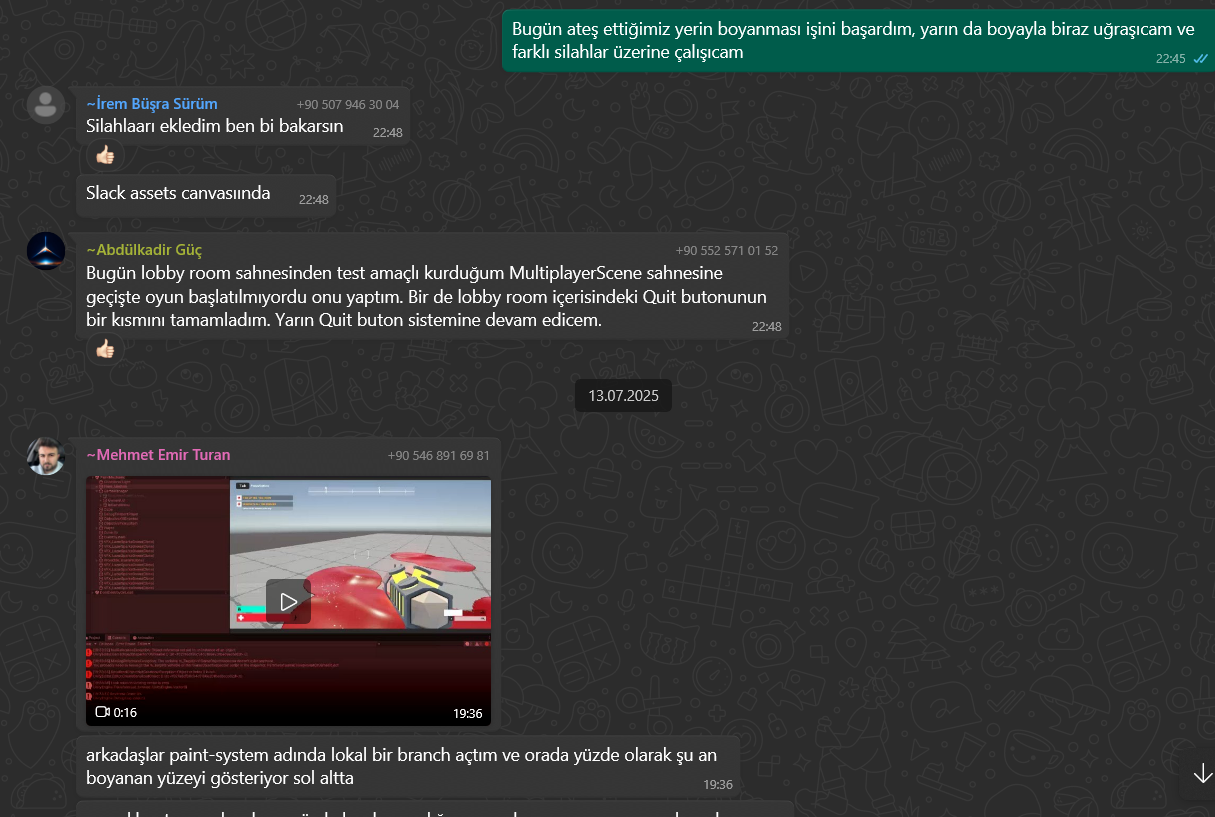 Bugün ateş ettiğimiz yerin boyanması işini başardım, yarın da boyayla biraz uğraşıcam ve
farklı silahlar üzerine çalışıcam
22:45
~İrem Büşra Sürüm +90 507 946 30 04
Silahlaarı ekledim ben bi bakarsın 22:48
Slack assets canvasıında 22:48
~Abdülkadir Güç +90 552 571 01 52
Bugün lobby room sahnesinden test amaçlı kurduğum MultiplayerScene sahnesine
geçişte oyun başlatılmıyordu onu yaptım. Bir de lobby room içerisindeki Quit butonunun
bir kısmını tamamladım. Yarın Quit buton sistemine devam edicem.
22:48
13.07.2025
~Mehmet Emir Turan +90 546 891 69 81
0:16 19:36
arkadaşlar paint-system adında lokal bir branch açtım ve orada yüzde olarak şu an
boyanan yüzeyi gösteriyor sol altta
19:36